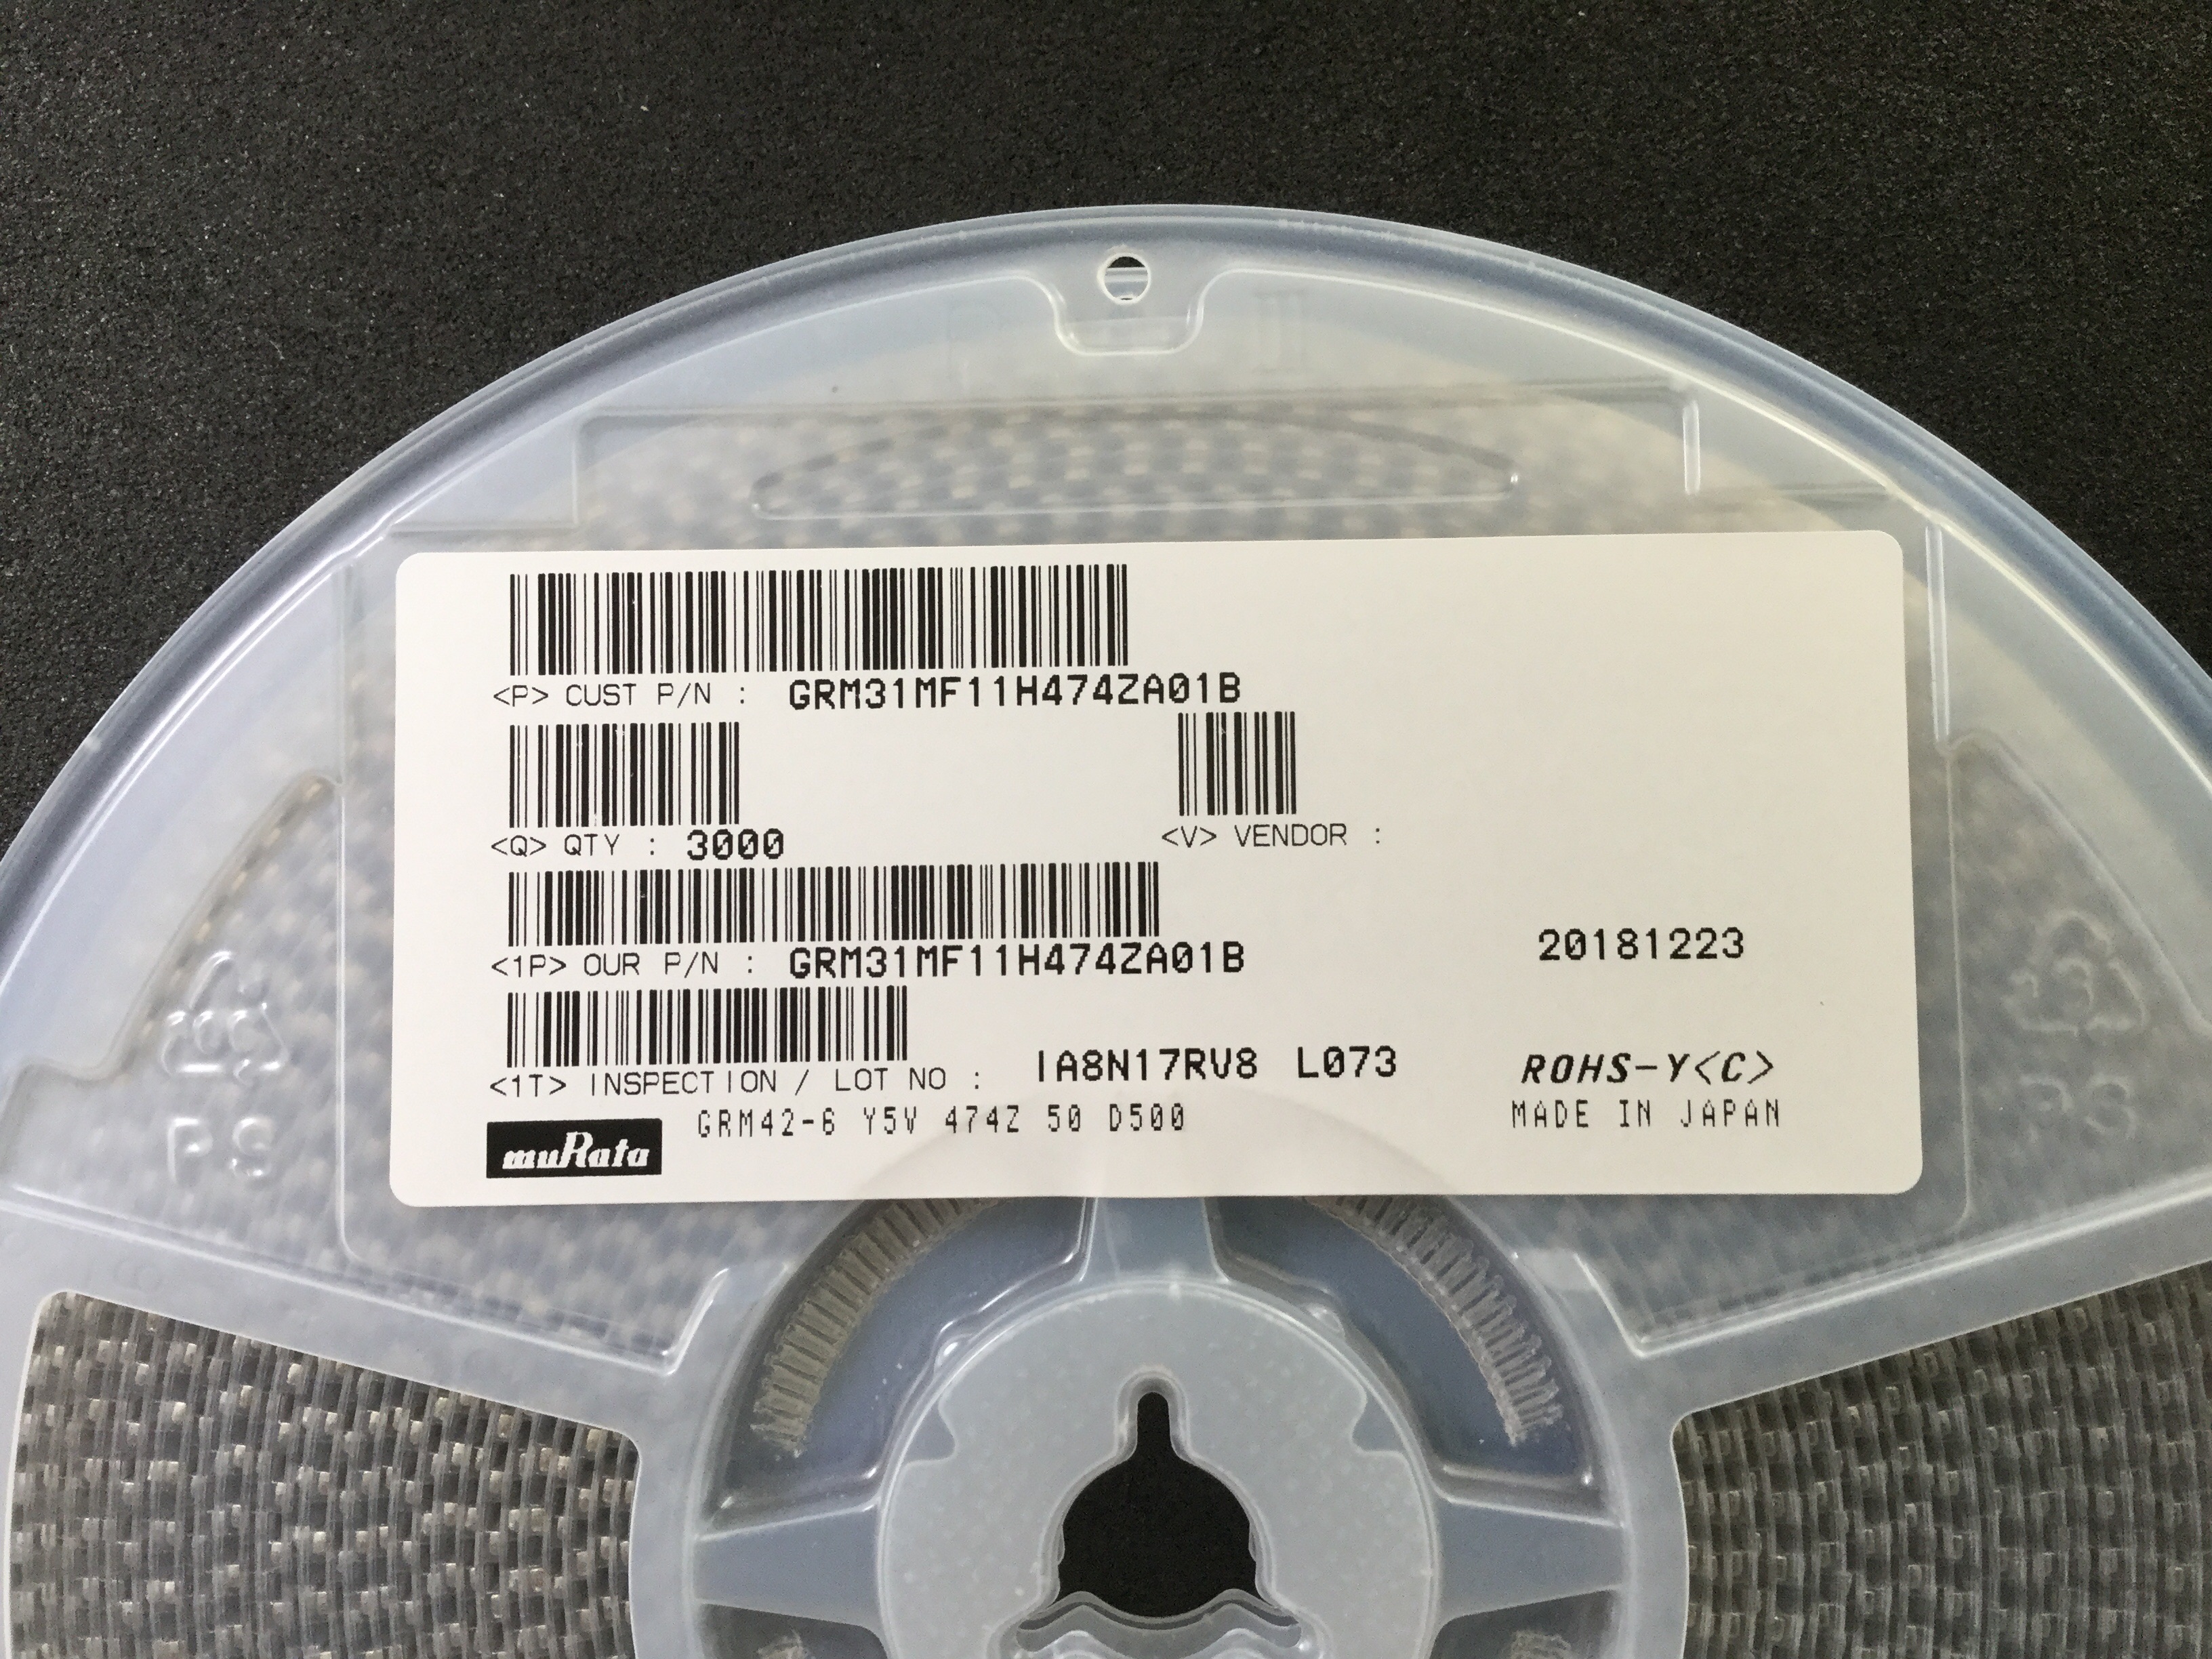 <P> CUST P/N : GRM31MF11H474ZA01B
<Q> QTY : 3000
<V> VENDOR :
<1P> OUR P/N : GRM31MF11H474ZA01B
20181223
<1T> INSPECTION / LOT NO : IA8N17RV8 L073
ROHS-Y<C>
GRM42-6 Y5V 474Z 50 D500
MADE IN JAPAN
muRata
PS
PS